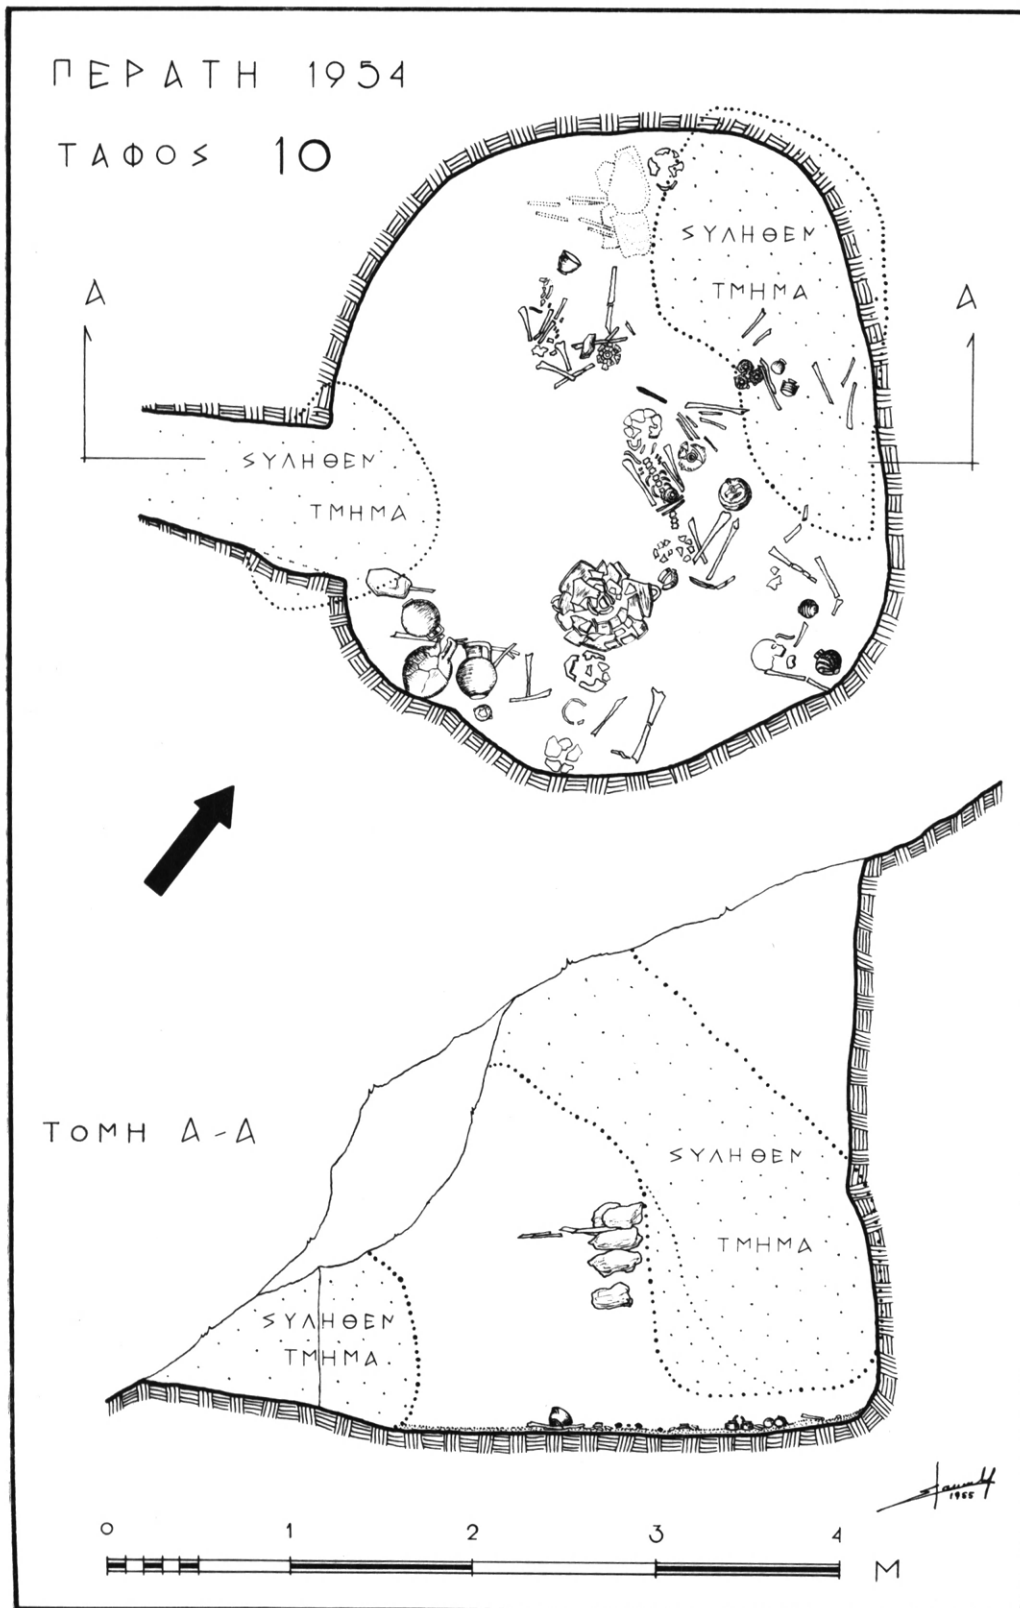 ΠΕΡΑΤΗ 1954
ΤΑΦΟΣ 10
Α Α
ΣΥΛΗΘΕΝ
ΤΜΗΜΑ
ΣΥΛΗΘΕΝ
ΤΜΗΜΑ
ΤΟΜΗ Α-Α
ΣΥΛΗΘΕΝ
ΤΜΗΜΑ
ΣΥΛΗΘΕΝ
ΤΜΗΜΑ
1955
0 1 2 3 4
Μ